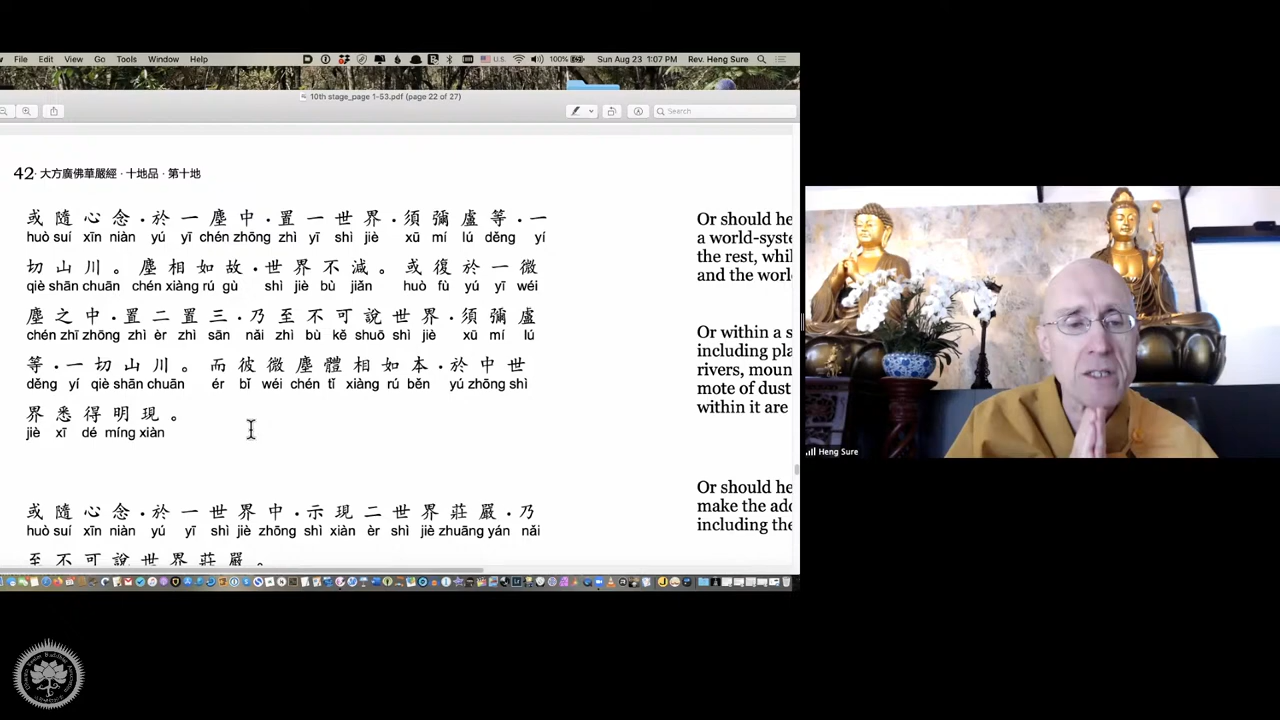 File Edit View Go Tools Window Help
100%
U.S.
Sun Aug 23 1:07 PM Rev. Heng Sure
10th stage_page 1-53.pdf (page 22 of 27)
Search
42· 大方廣佛華嚴經 · 十地品 · 第十地
或隨心念·於一塵中·置一世界·須彌盧等·一
huò suí xīn niàn yú yī chén zhōng zhì yī shì jiè xū mí lú děng yí
切山川。塵相如故·世界不減。或復於一微
qiè shān chuān chén xiàng rú gù shì jiè bù jiǎn huò fù yú yī wéi
塵之中·置二置三·乃至不可說世界·須彌盧
chén zhī zhōng zhì èr zhì sān nǎi zhì bù kě shuō shì jiè xū mí lú
等·一切山川。而彼微塵體相如本·於中世
děng yí qiè shān chuān ér bǐ wéi chén tǐ xiàng rú běn yú zhōng shì
界悉得明現。
jiè xī dé míng xiàn
或隨心念·於一世界中·示現二世界莊嚴·乃
huò suí xīn niàn yú yī shì jiè zhōng shì xiàn èr shì jiè zhuāng yán nǎi
至不可說世界莊嚴。
Or should he
a world-syste
the rest, whil
and the worl
Or within a s
including pla
rivers, moun
mote of dust
within it are
Or should he
make the ado
including the
Heng Sure